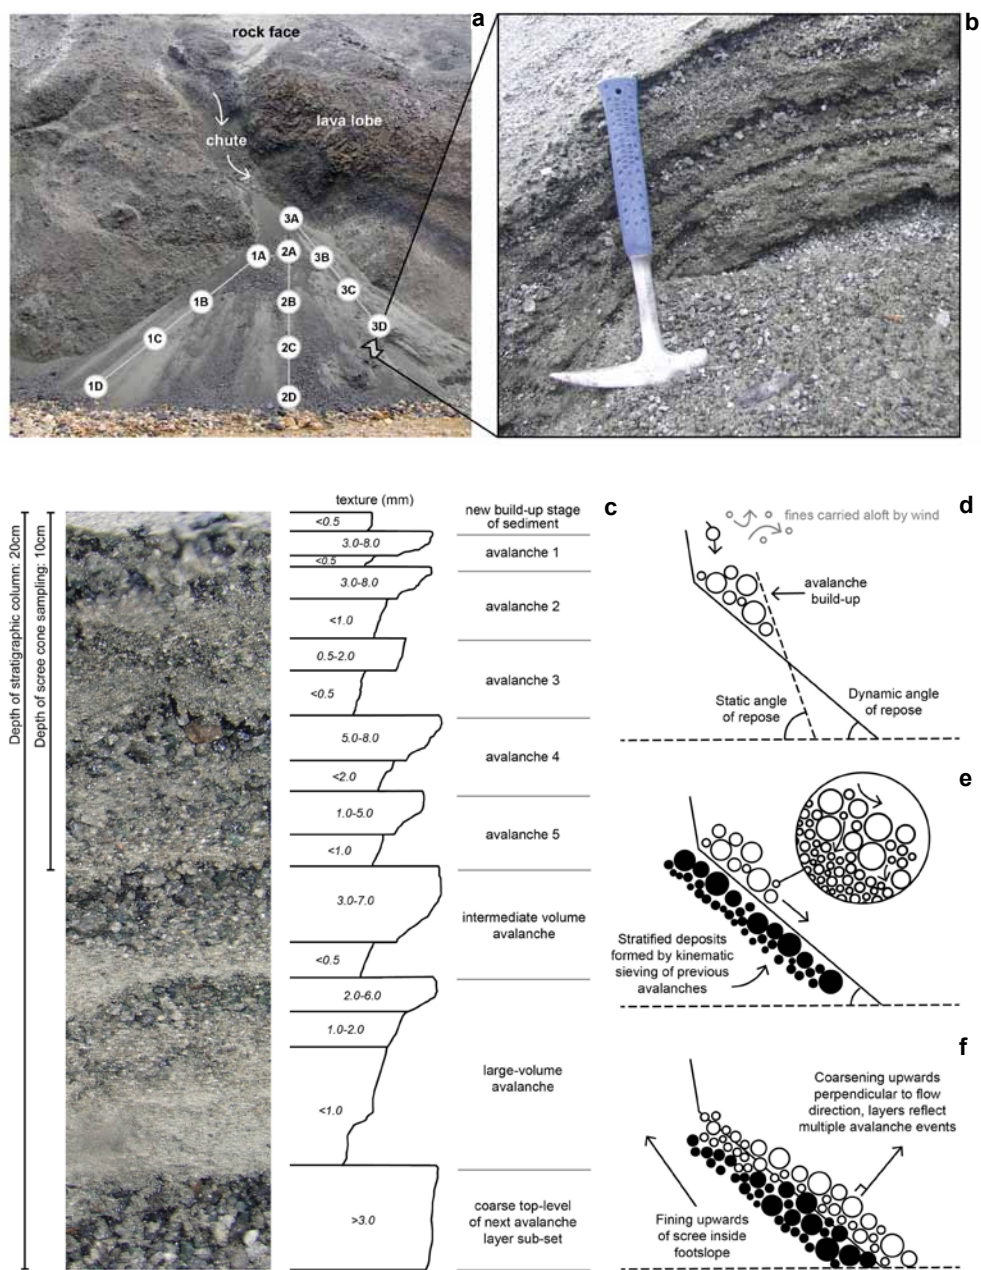 a
rock face
lava lobe
chute
3A
1A
2A
3B
1B
2B
3C
3D
1C
2C
1D
2D
b
c
texture (mm)
Depth of stratigraphic column: 20cm
Depth of scree cone sampling: 10cm
<0.5
3.0-8.0
<0.5
3.0-8.0
<1.0
0.5-2.0
<0.5
5.0-8.0
<2.0
1.0-5.0
<1.0
3.0-7.0
<0.5
2.0-6.0
1.0-2.0
<1.0
>3.0
new build-up stage
of sediment
avalanche 1
avalanche 2
avalanche 3
avalanche 4
avalanche 5
intermediate volume
avalanche
large-volume
avalanche
coarse top-level
of next avalanche
layer sub-set
d
fines carried aloft by wind
avalanche
build-up
Static angle
of repose
Dynamic angle
of repose
e
Stratified deposits
formed by kinematic
sieving of previous
avalanches
f
Coarsening upwards
perpendicular to flow
direction, layers reflect
multiple avalanche events
Fining upwards
of scree inside
footslope